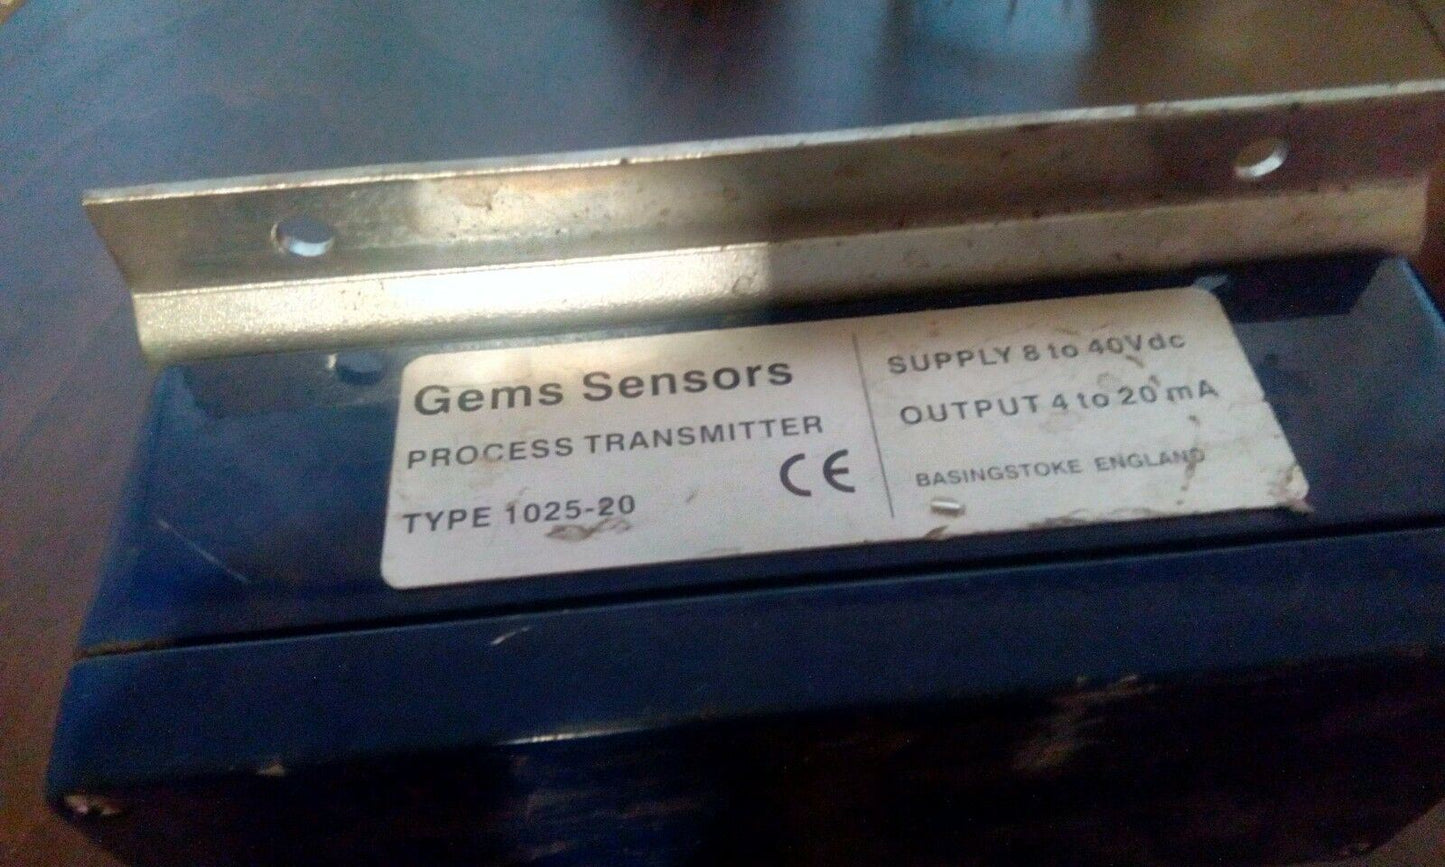 Gems Sensors
PROCESS TRANSMITTER
CE
TYPE 1025-20
SUPPLY 8 to 40Vdc
OUTPUT 4 to 20 mA
BASINGSTOKE ENGLAND